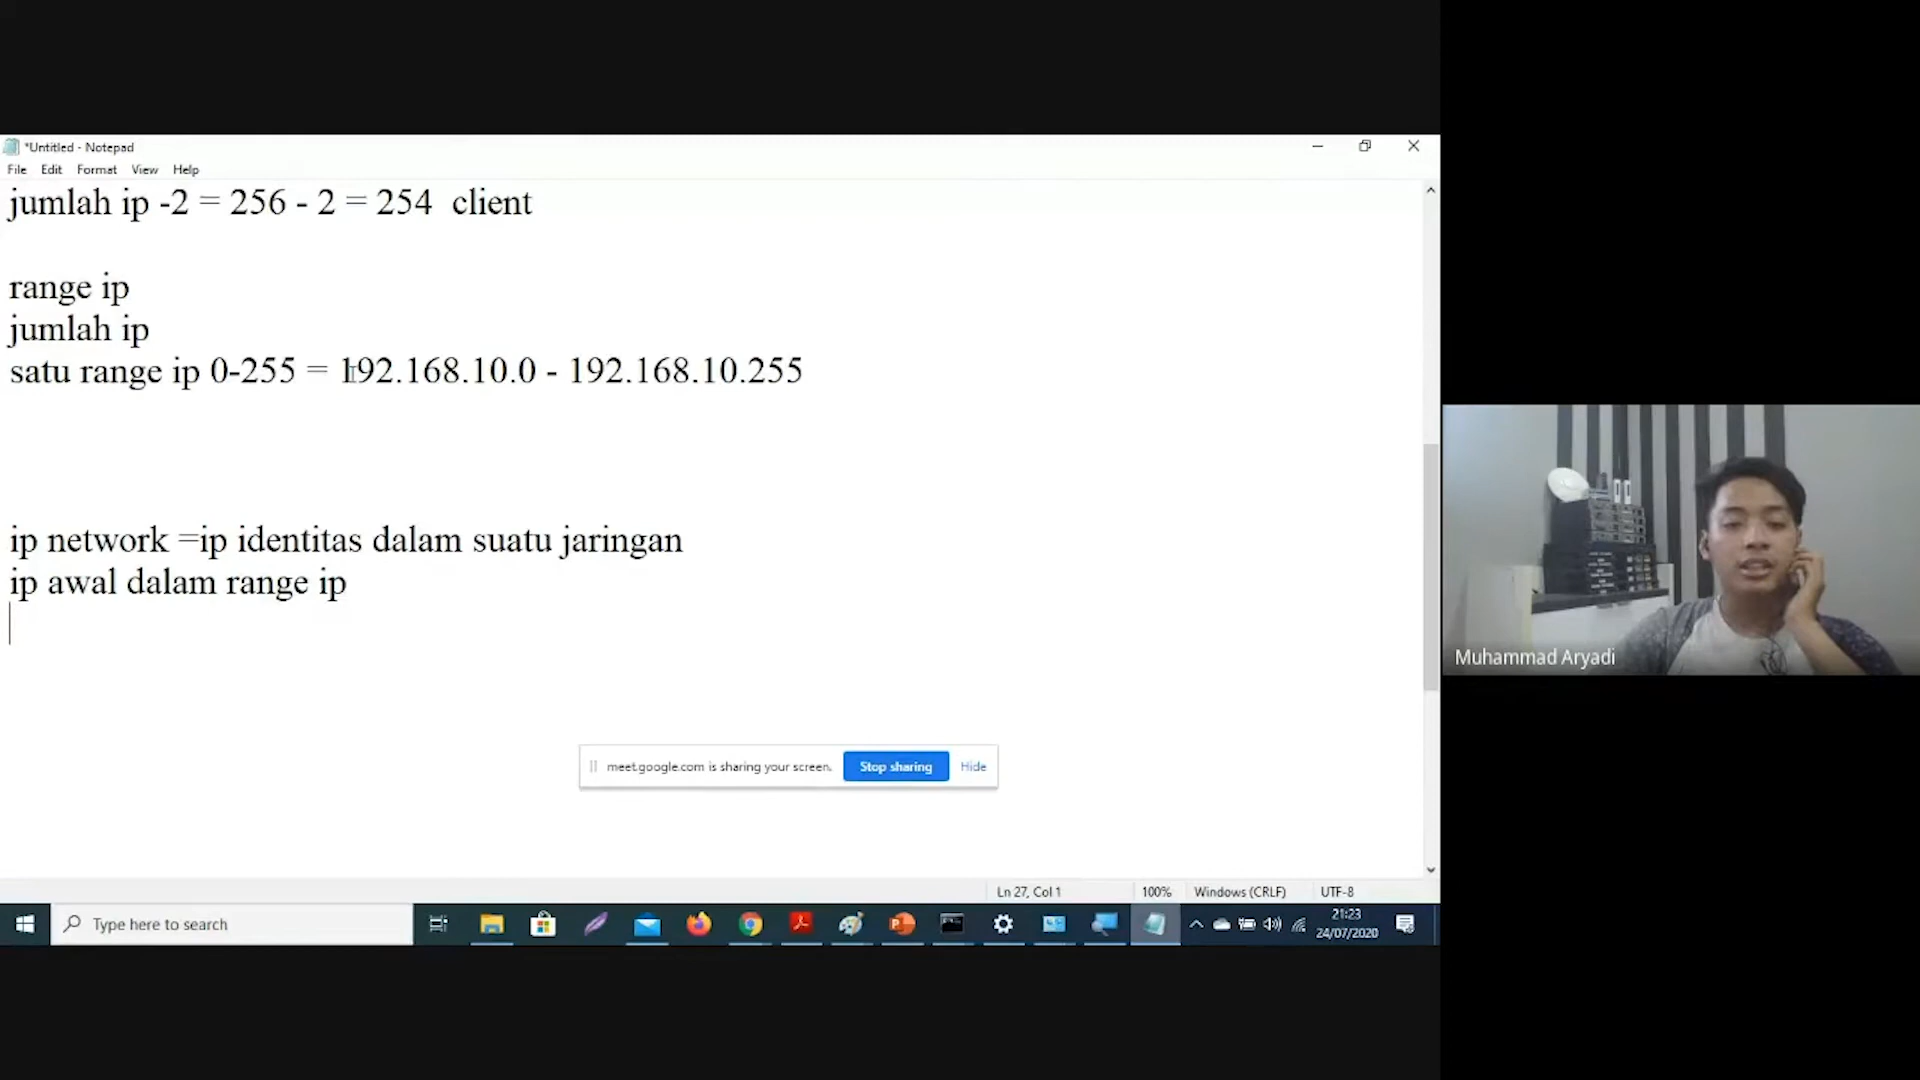 *Untitled - Notepad
File Edit Format View Help
jumlah ip -2 = 256 - 2 = 254  client
range ip
jumlah ip
satu range ip 0-255 = 192.168.10.0 - 192.168.10.255
ip network =ip identitas dalam suatu jaringan
ip awal dalam range ip
Muhammad Aryadi
meet.google.com is sharing your screen. Stop sharing Hide
Ln 27, Col 1 100% Windows (CRLF) UTF-8
Type here to search
21:23
24/07/2020